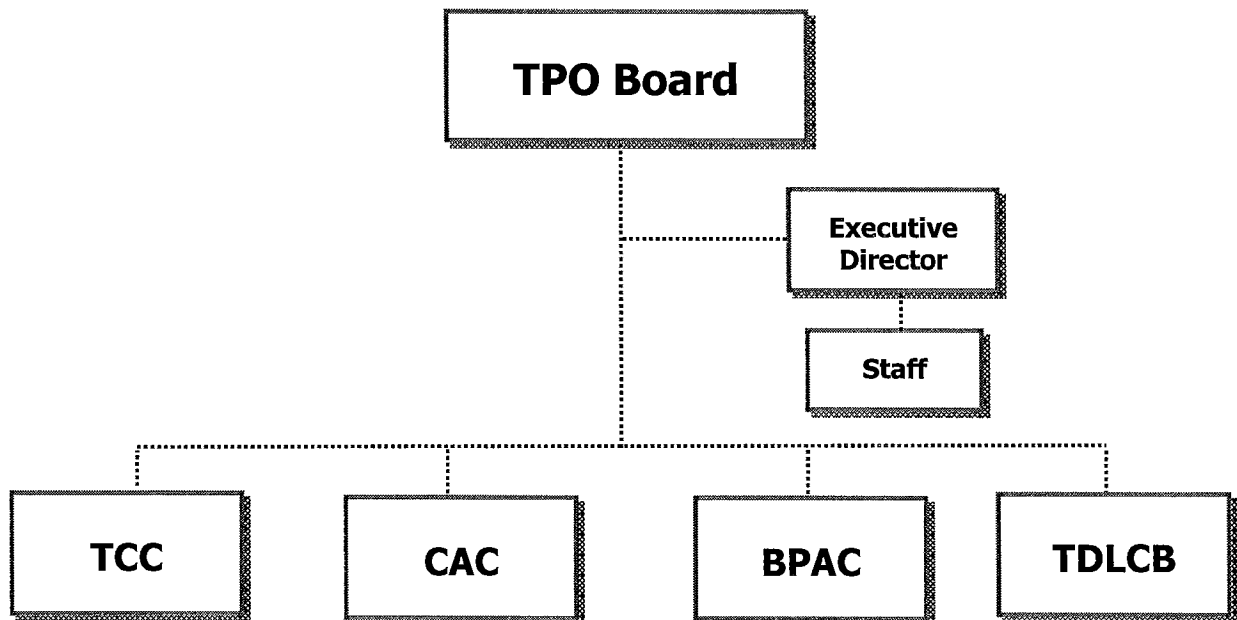 TPO Board
Executive
Director
Staff
TCC
CAC
BPAC
TDLCB